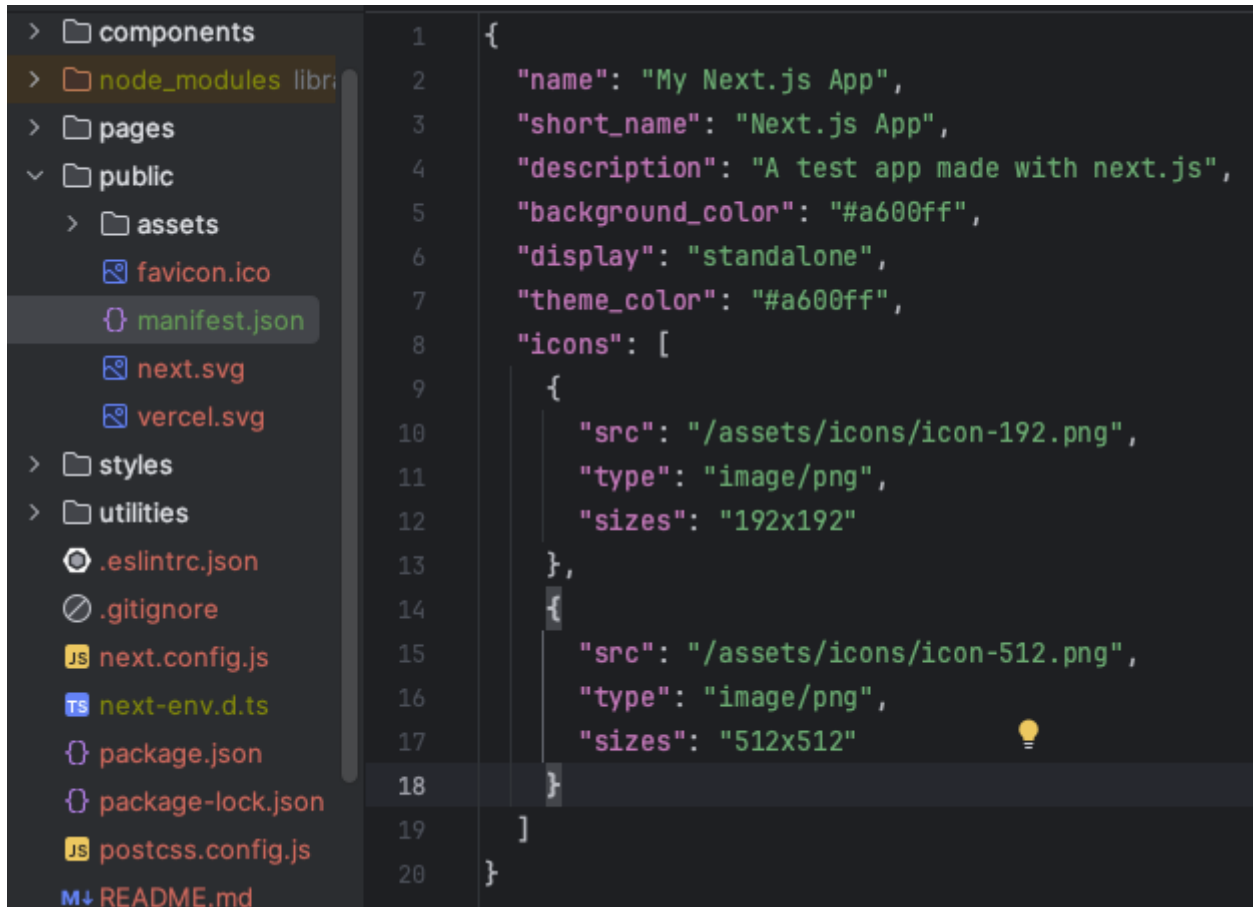 components
node_modules libr
pages
public
assets
favicon.ico
manifest.json
next.svg
vercel.svg
styles
utilities
.eslintrc.json
.gitignore
JS next.config.js
TS next-env.d.ts
{} package.json
{} package-lock.json
JS postcss.config.js
M↓ README.md
1 {
2 "name": "My Next.js App",
3 "short_name": "Next.js App",
4 "description": "A test app made with next.js",
5 "background_color": "#a600ff",
6 "display": "standalone",
7 "theme_color": "#a600ff",
8 "icons": [
9 {
10 "src": "/assets/icons/icon-192.png",
11 "type": "image/png",
12 "sizes": "192x192"
13 },
14 {
15 "src": "/assets/icons/icon-512.png",
16 "type": "image/png",
17 "sizes": "512x512"
18 }
19 ]
20 }